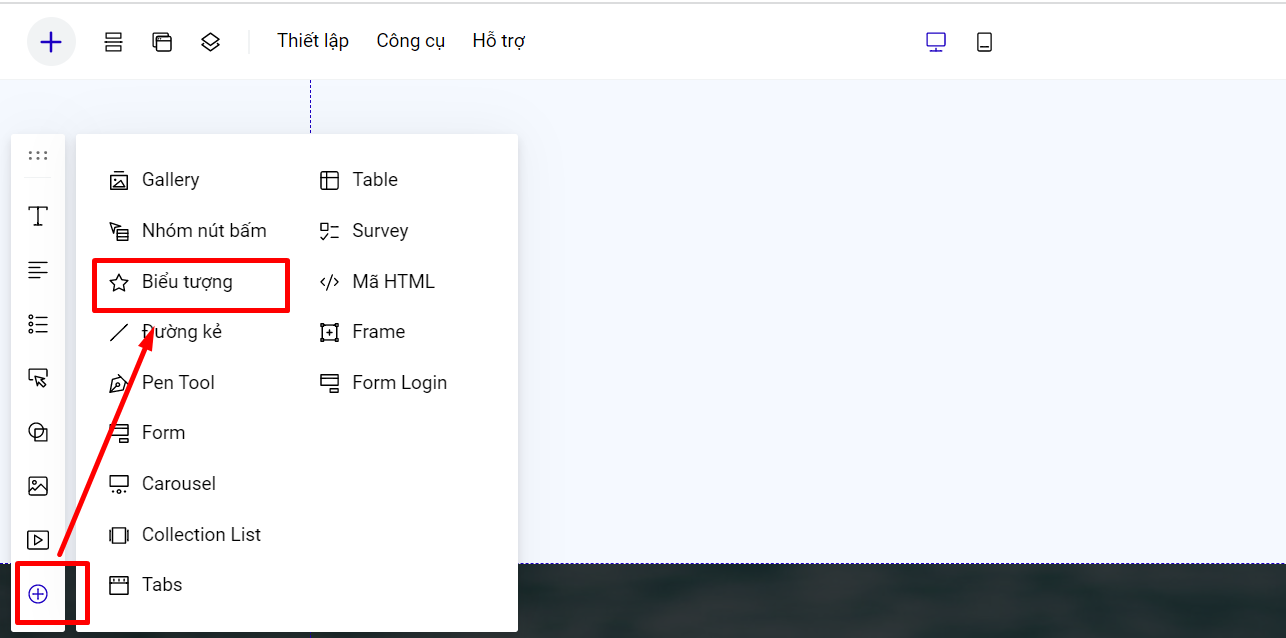 Thiết lập Công cụ Hỗ trợ
Gallery
Nhóm nút bấm
Biểu tượng
Đường kẻ
Pen Tool
Form
Carousel
Collection List
Tabs
Table
Survey
Mã HTML
Frame
Form Login